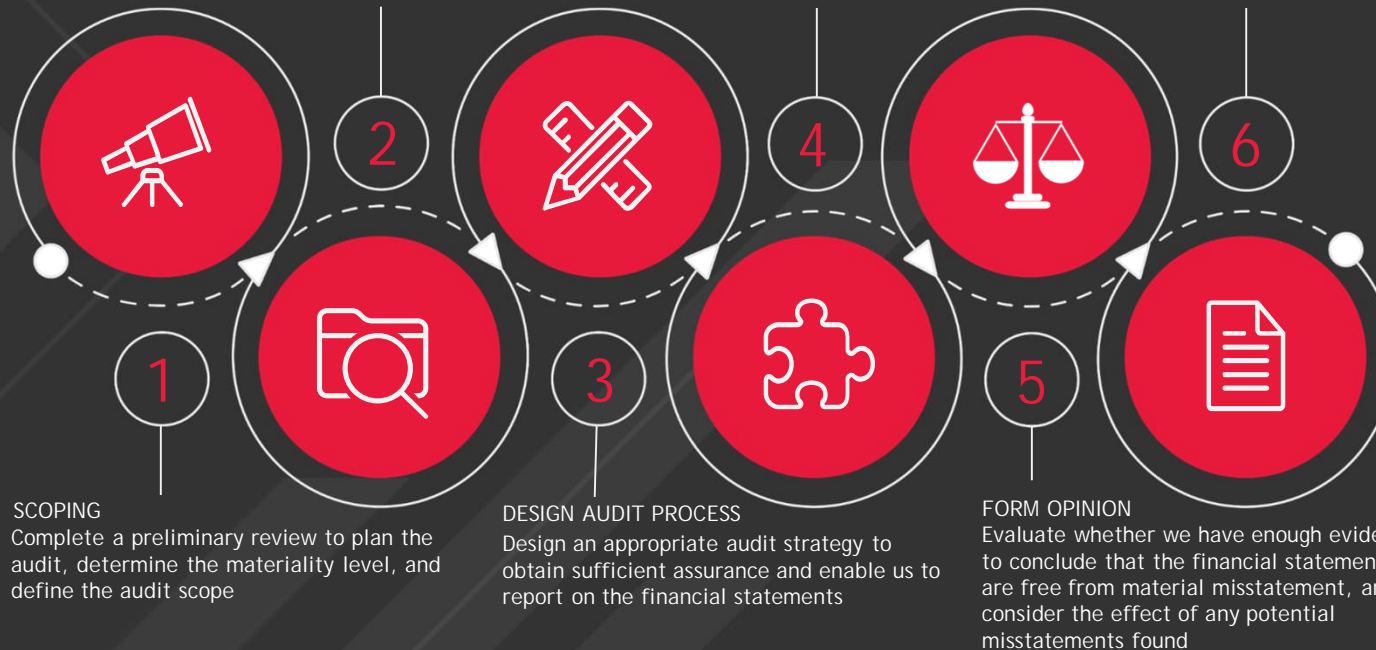 2
4
6
1
3
5
SCOPING
Complete a preliminary review to plan the
audit, determine the materiality level, and
define the audit scope
DESIGN AUDIT PROCESS
Design an appropriate audit strategy to
obtain sufficient assurance and enable us to
report on the financial statements
FORM OPINION
Evaluate whether we have enough
to conclude that the financial
are free from material misstatement,
consider the effect of any potential
misstatements found